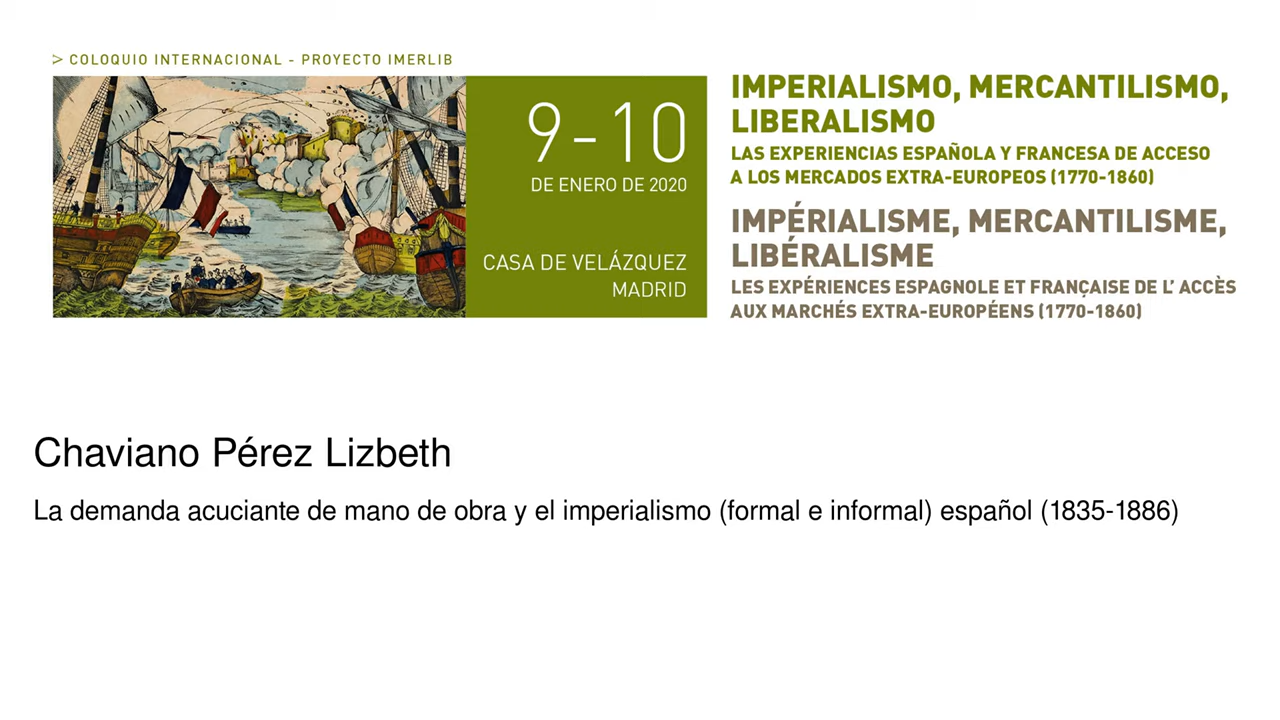 > COLOQUIO INTERNACIONAL - PROYECTO IMERLIB
9-10
DE ENERO DE 2020
CASA DE VELÁZQUEZ
MADRID
IMPERIALISMO, MERCANTILISMO,
LIBERALISMO
LAS EXPERIENCIAS ESPAÑOLA Y FRANCESA DE ACCESO
A LOS MERCADOS EXTRA-EUROPEOS (1770-1860)
IMPÉRIALISME, MERCANTILISME,
LIBÉRALISME
LES EXPÉRIENCES ESPAGNOLE ET FRANÇAISE DE L' ACCÈS
AUX MARCHÉS EXTRA-EUROPÉENS (1770-1860)
Chaviano Pérez Lizbeth
La demanda acuciante de mano de obra y el imperialismo (formal e informal) español (1835-1886)